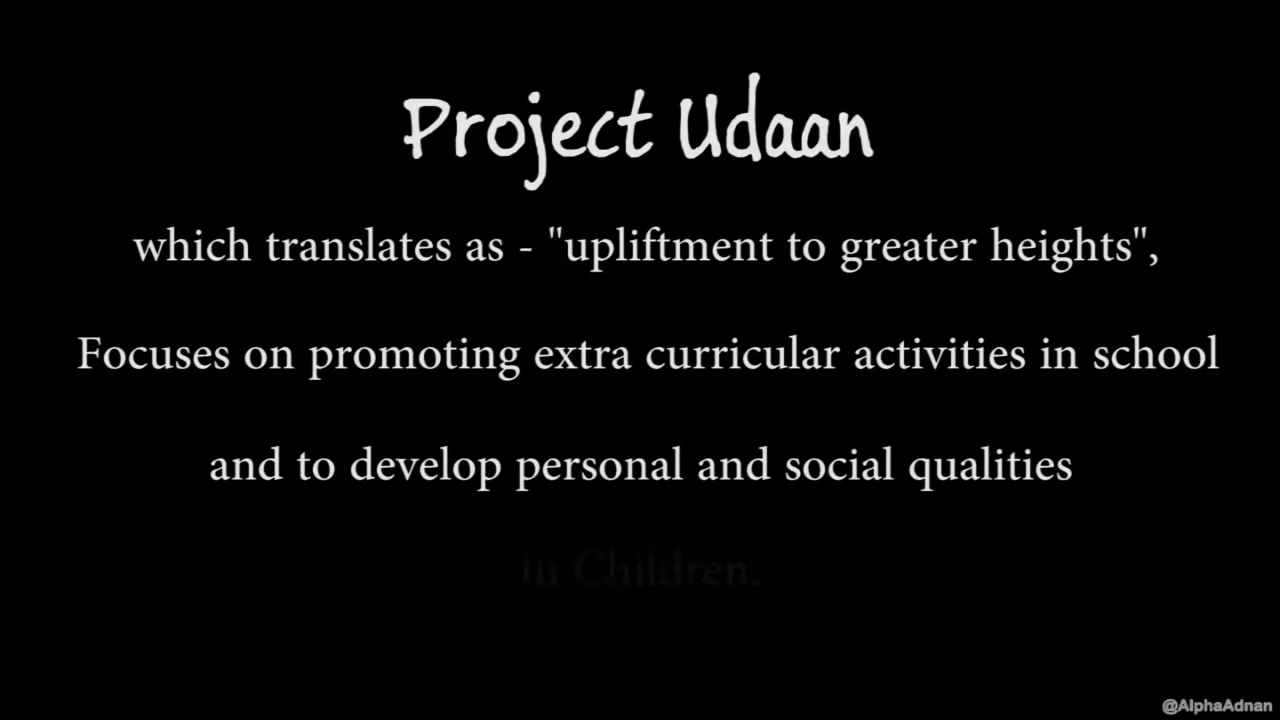 Project Udaan
which translates as - "upliftment to greater heights",
Focuses on promoting extra curricular activities in school
and to develop personal and social qualities
in Children.
@AlphaAdnan